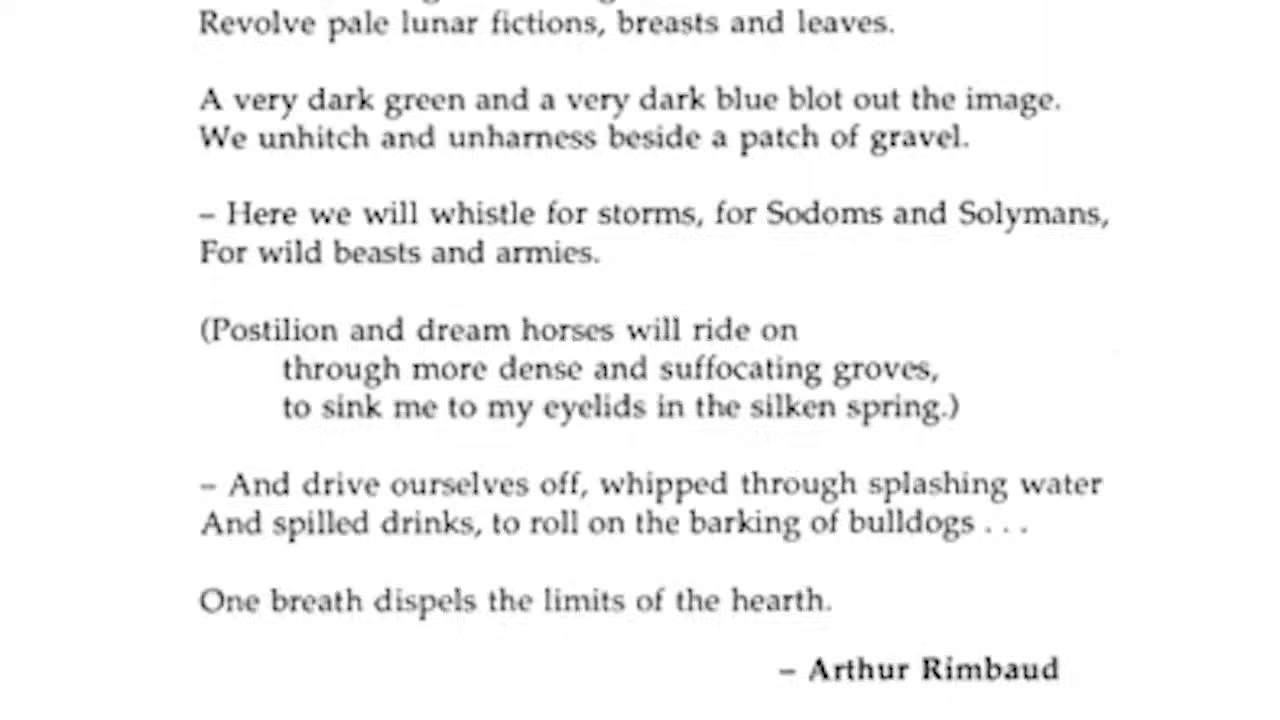 Revolve pale lunar fictions, breasts and leaves.
A very dark green and a very dark blue blot out the image.
We unhitch and unharness beside a patch of gravel.
– Here we will whistle for storms, for Sodoms and Solymans,
For wild beasts and armies.
(Postilion and dream horses will ride on
through more dense and suffocating groves,
to sink me to my eyelids in the silken spring.)
– And drive ourselves off, whipped through splashing water
And spilled drinks, to roll on the barking of bulldogs . . .
One breath dispels the limits of the hearth.
– Arthur Rimbaud